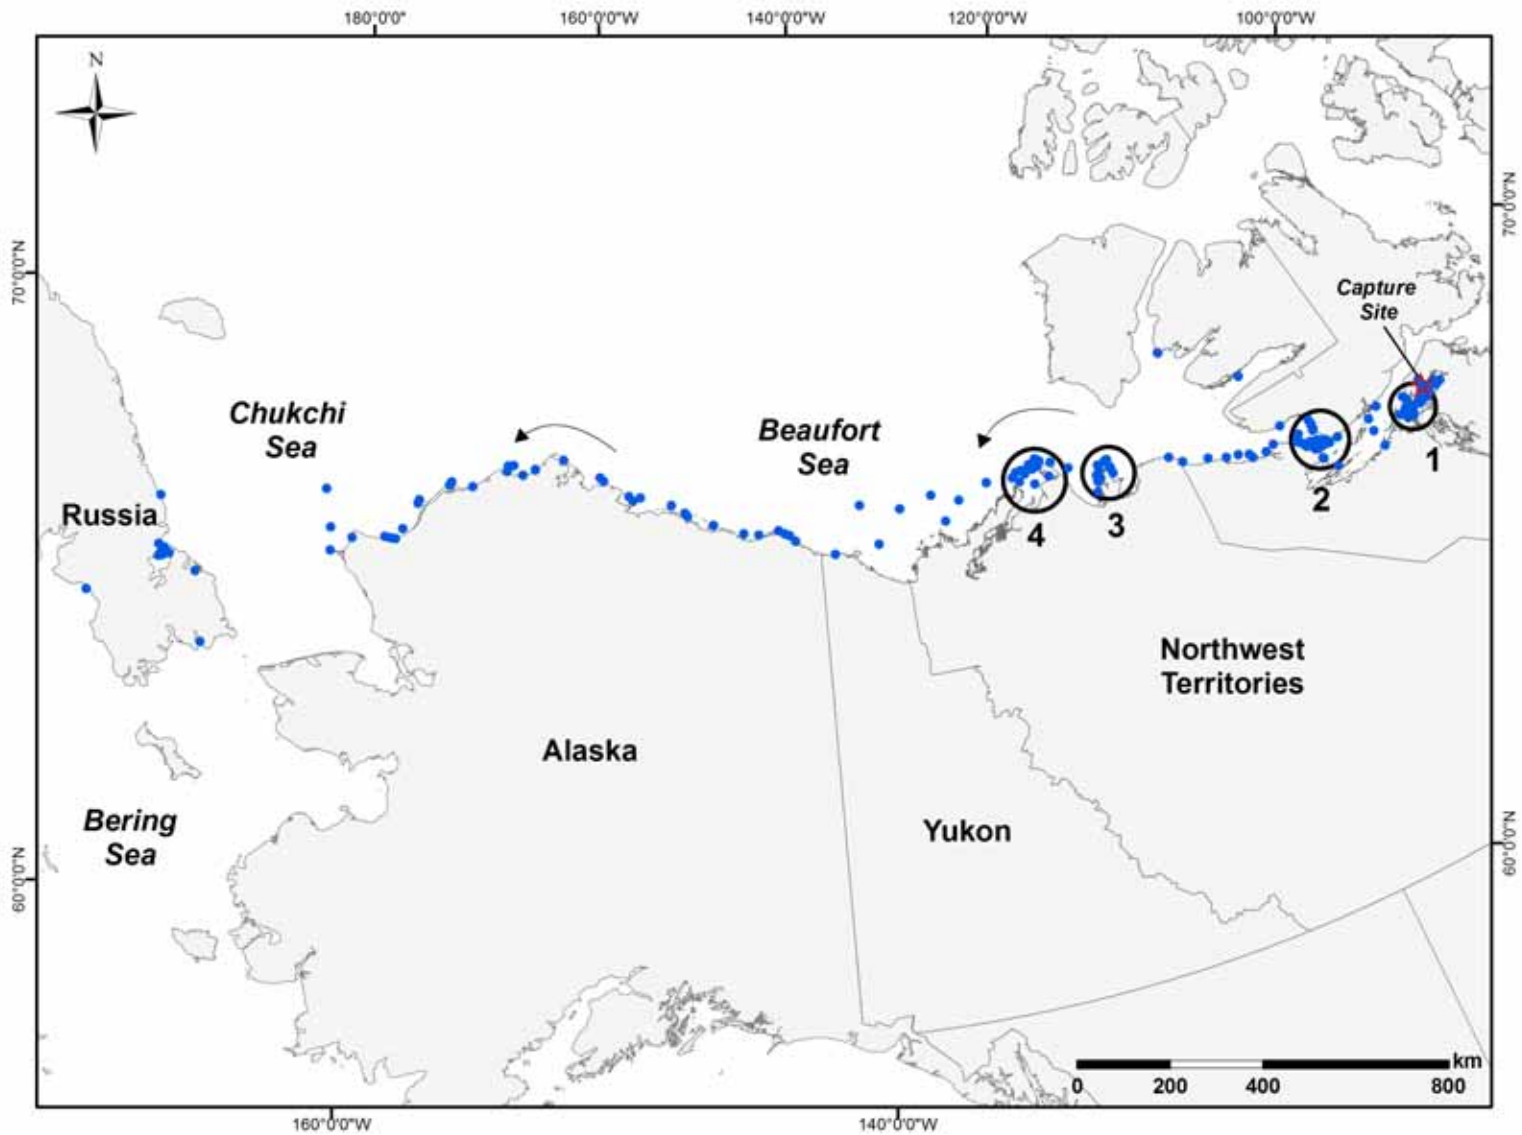 180°0'0" 160°0'0"W 140°0'0"W 120°0'0"W 100°0'0"W
N
70°0'0"N
70°0'0"N
Capture
Site
Chukchi
Sea
Beaufort
Sea
Russia
1
2
3
4
Northwest
Territories
Alaska
Bering
Sea
Yukon
60°0'0"N
60°0'0"N
km
0 200 400 800
160°0'0"W 140°0'0"W